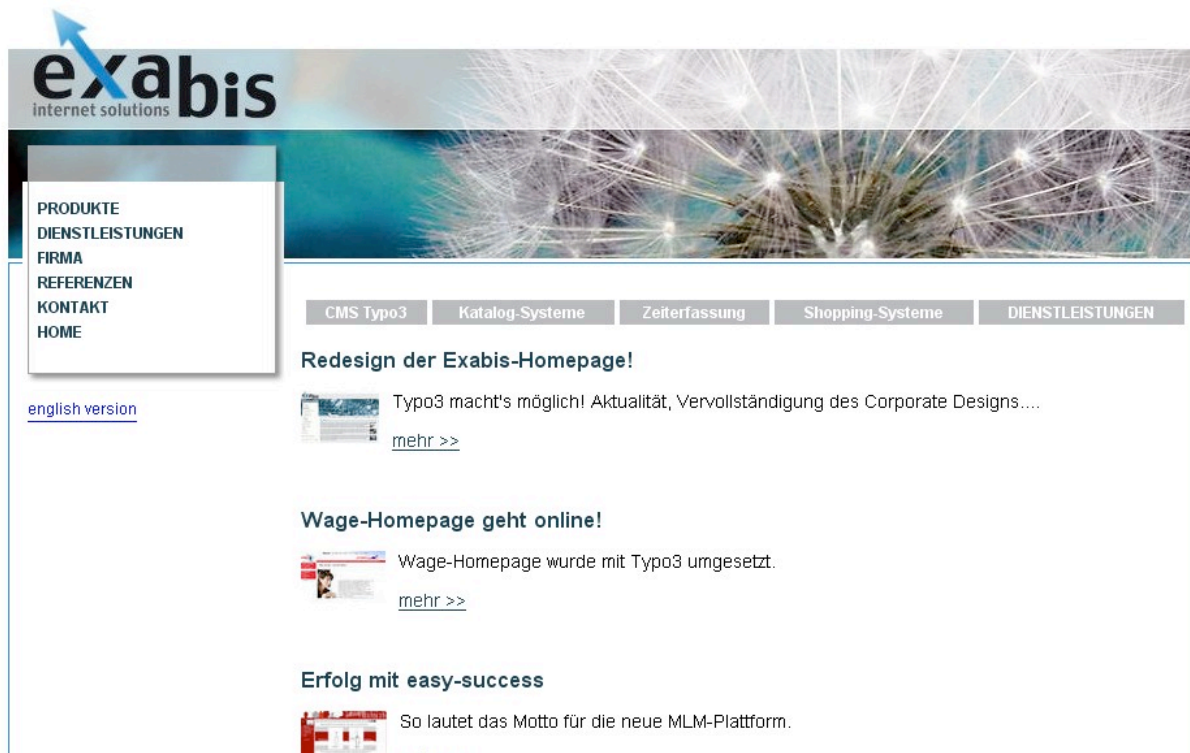 exabis
internet solutions
PRODUKTE
DIENSTLEISTUNGEN
FIRMA
REFERENZEN
KONTAKT
HOME
english version
CMS Typo3 Katalog-Systeme Zeiterfassung Shopping-Systeme DIENSTLEISTUNGEN
Redesign der Exabis-Homepage!
Typo3 macht's möglich! Aktualität, Vervollständigung des Corporate Designs....
mehr >>
Wage-Homepage geht online!
Wage-Homepage wurde mit Typo3 umgesetzt.
mehr >>
Erfolg mit easy-success
So lautet das Motto für die neue MLM-Plattform.